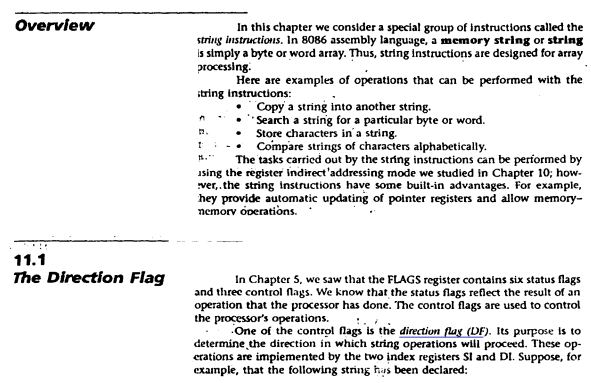 Overview
In this chapter we consider a special group of instructions called the
string instructions. In 8086 assembly language, a memory string or string
is simply a byte or word array. Thus, string instructions are designed for array
processing.
Here are examples of operations that can be performed with the
string instructions:
• Copy a string into another string.
• Search a string for a particular byte or word.
• Store characters in a string.
• Compare strings of characters alphabetically.
The tasks carried out by the string instructions can be performed by
using the register indirect addressing mode we studied in Chapter 10; how-
ever, the string instructions have some built-in advantages. For example,
they provide automatic updating of pointer registers and allow memory–
memory operations.
11.1
The Direction Flag
In Chapter 5, we saw that the FLAGS register contains six status flags
and three control flags. We know that the status flags reflect the result of an
operation that the processor has done. The control flags are used to control
the processor's operations.
One of the control flags is the direction flag (DF). Its purpose is to
determine the direction in which string operations will proceed. These op-
erations are implemented by the two index registers SI and DI. Suppose, for
example, that the following string has been declared: